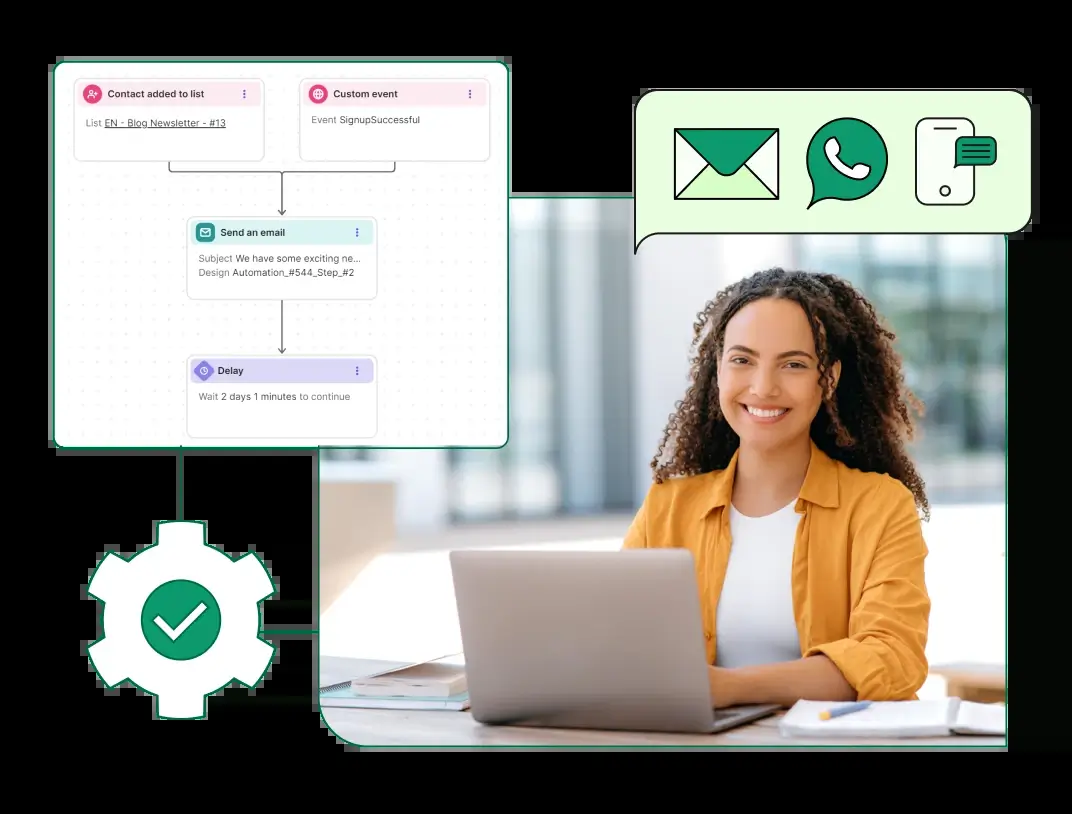 Contact added to list
List EN - Blog Newsletter - #13
Custom event
Event SignupSuccessful
Send an email
Subject We have some exciting ne...
Design Automation_#544_Step_#2
Delay
Wait 2 days 1 minutes to continue